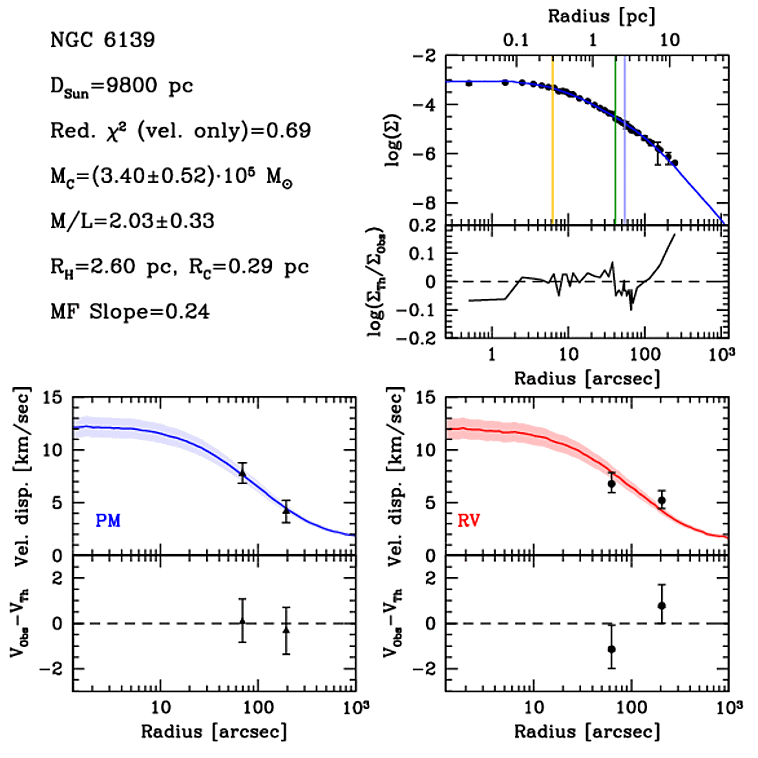 NGC 6139
D_Sun=9800 pc
Red. χ² (vel. only)=0.69
M_C=(3.40±0.52)·10⁵ M_⊙
M/L=2.03±0.33
R_H=2.60 pc, R_C=0.29 pc
MF Slope=0.24
Radius [pc]
0.1 1 10
log(Σ)
−2
−4
−6
−8
log(Σ_Th/Σ_Obs)
0.2
0.1
0
−0.1
−0.2
1 10 100 10³
Radius [arcsec]
Vel. disp. [km/sec]
15
10
5
0
PM
V_Obs−V_Th
2
0
−2
10 100 10³
Radius [arcsec]
Vel. disp. [km/sec]
15
10
5
0
RV
V_Obs−V_Th
2
0
−2
10 100 10³
Radius [arcsec]